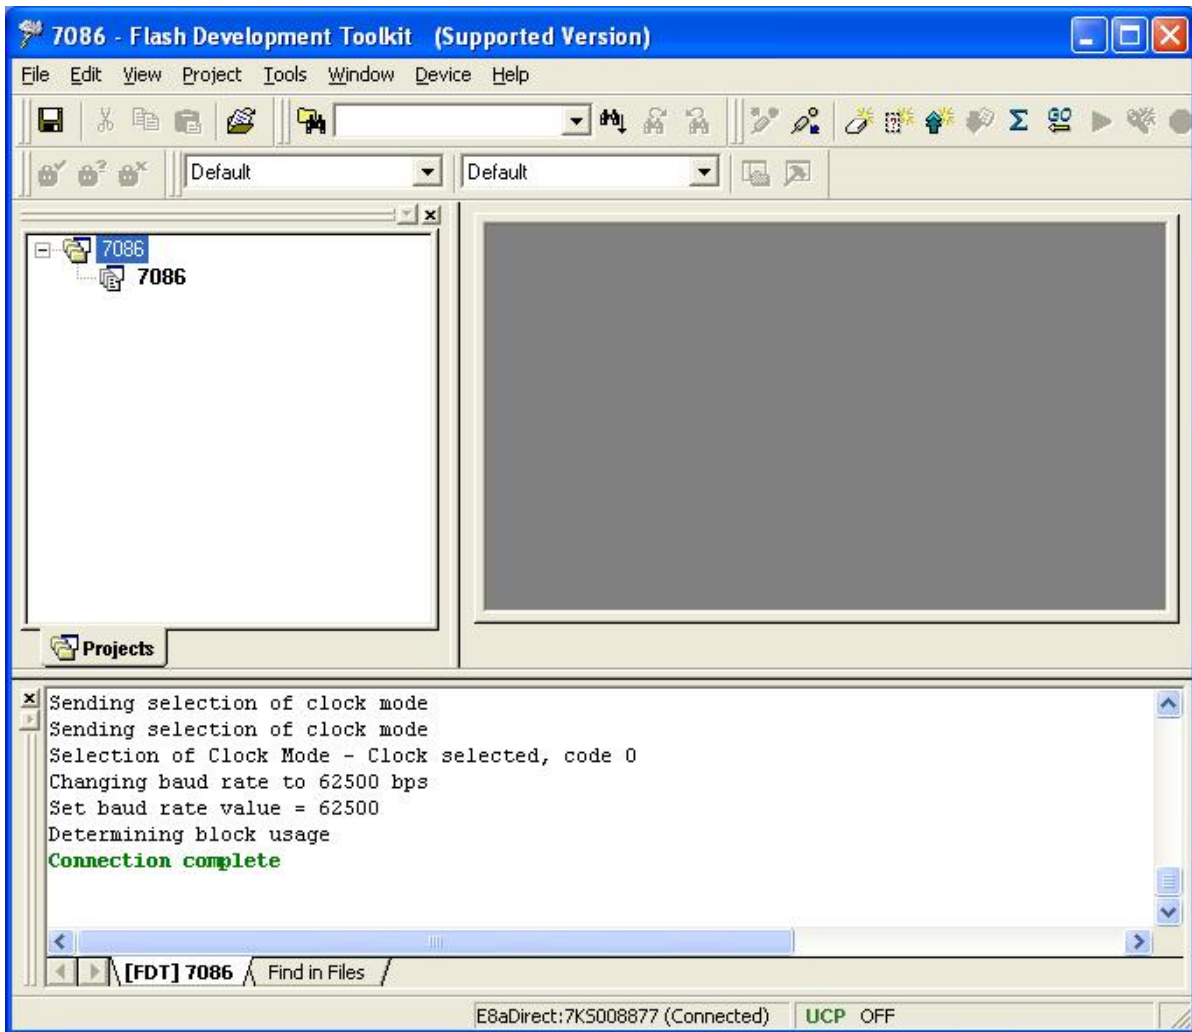 7086 - Flash Development Toolkit (Supported Version)
File Edit View Project Tools Window Device Help
GO
Default Default
7086
7086
Projects
Sending selection of clock mode
Sending selection of clock mode
Selection of Clock Mode - Clock selected, code 0
Changing baud rate to 62500 bps
Set baud rate value = 62500
Determining block usage
Connection complete
[FDT] 7086 Find in Files
E8aDirect:7KS008877 (Connected) UCP OFF